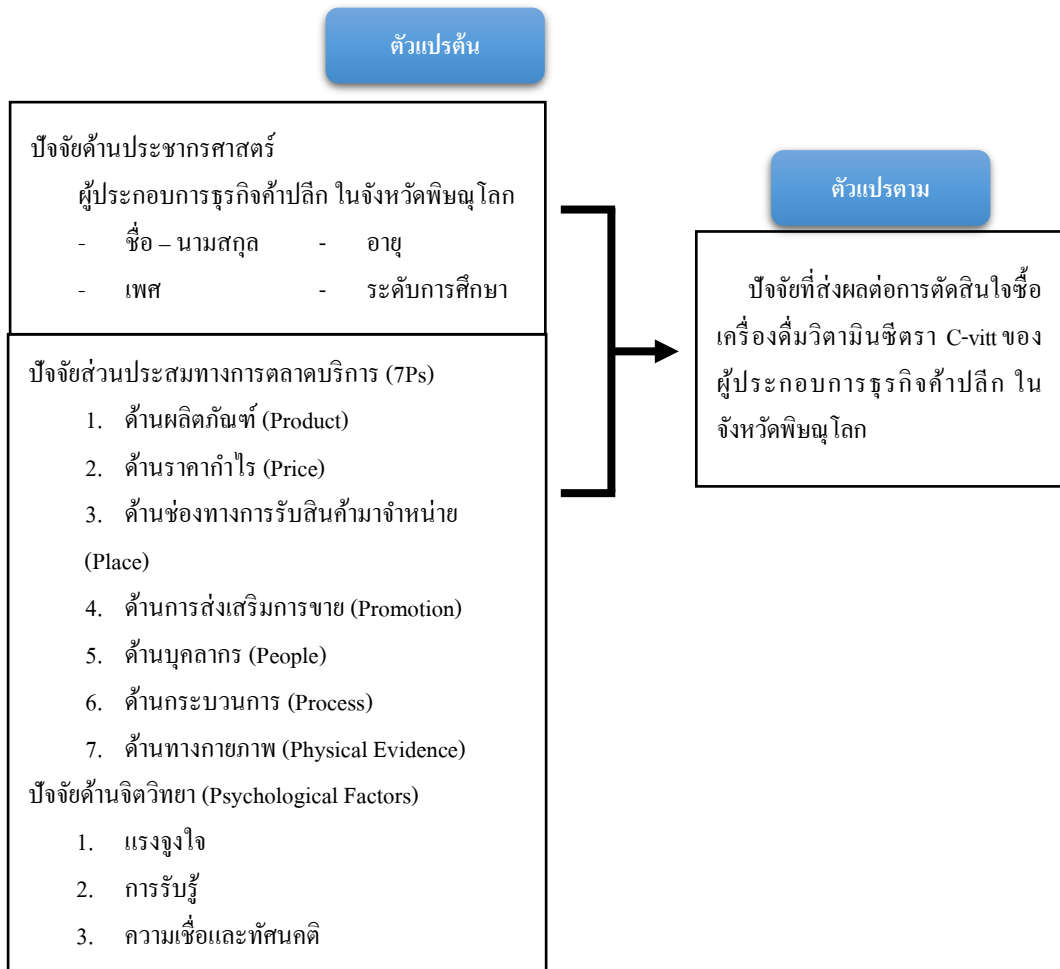 ตัวแปรต้น
ปัจจัยด้านประชากรศาสตร์
ผู้ประกอบการธุรกิจค้าปลีก ในจังหวัดพิษณุโลก
- ชื่อ – นามสกุล - อายุ
- เพศ - ระดับการศึกษา
ปัจจัยส่วนประสมทางการตลาดบริการ (7Ps)
1. ด้านผลิตภัณฑ์ (Product)
2. ด้านราคากำไร (Price)
3. ด้านช่องทางการรับสินค้ามาจำหน่าย
(Place)
4. ด้านการส่งเสริมการขาย (Promotion)
5. ด้านบุคลากร (People)
6. ด้านกระบวนการ (Process)
7. ด้านทางกายภาพ (Physical Evidence)
ปัจจัยด้านจิตวิทยา (Psychological Factors)
1. แรงจูงใจ
2. การรับรู้
3. ความเชื่อและทัศนคติ
ตัวแปรตาม
ปัจจัยที่ส่งผลต่อการตัดสินใจซื้อ
เครื่องดื่มวิตามินซีตรา C-vitt ของ
ผู้ประกอบการธุรกิจค้าปลีก ใน
จังหวัดพิษณุโลก